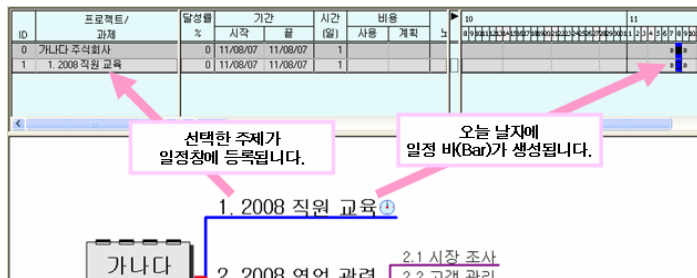 프로젝트/ 달성률 기간 시간 비용 10 11
ID 과제 % 시작 끝 (일) 사용 계획
0 가나다 주식회사 0 11/08/07 11/08/07 1
1 1. 2008 직원 교육 0 11/08/07 11/08/07 1
선택한 주제가
일정창에 등록됩니다.
오늘 날자에
일정 바(Bar)가 생성됩니다.
1. 2008 직원 교육
가나다
2. 2008 영업 관련
2.1 시장 조사
2.2 고객 관리